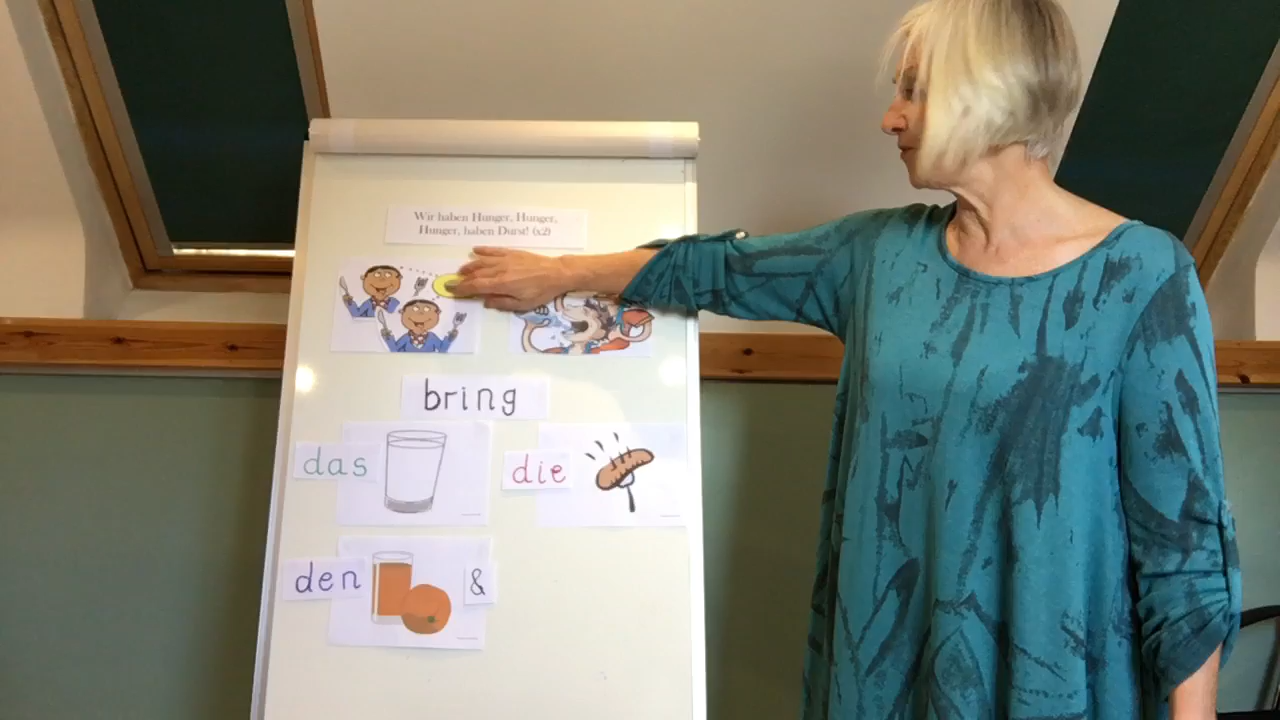 Wir haben Hunger, Hunger,
Hunger, haben Durst! (x2)
bring
das
die
den
&